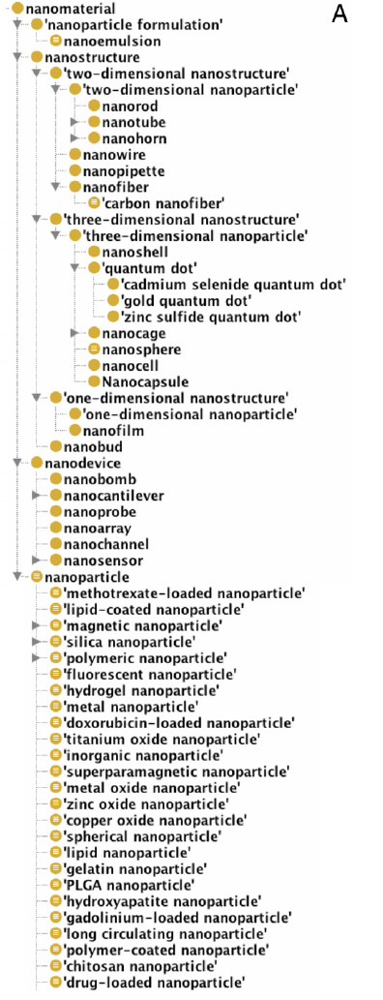 A
nanomaterial
'nanoparticle formulation'
nanoemulsion
nanostructure
'two-dimensional nanostructure'
'two-dimensional nanoparticle'
nanorod
nanotube
nanohorn
nanowire
nanopipette
nanofiber
'carbon nanofiber'
'three-dimensional nanostructure'
'three-dimensional nanoparticle'
nanoshell
'quantum dot'
'cadmium selenide quantum dot'
'gold quantum dot'
'zinc sulfide quantum dot'
nanocage
nanosphere
nanocell
Nanocapsule
'one-dimensional nanostructure'
'one-dimensional nanoparticle'
nanofilm
nanobud
nanodevice
nanobomb
nanocantilever
nanoprobe
nanoarray
nanochannel
nanosensor
nanoparticle
'methotrexate-loaded nanoparticle'
'lipid-coated nanoparticle'
'magnetic nanoparticle'
'silica nanoparticle'
'polymeric nanoparticle'
'fluorescent nanoparticle'
'hydrogel nanoparticle'
'metal nanoparticle'
'doxorubicin-loaded nanoparticle'
'titanium oxide nanoparticle'
'inorganic nanoparticle'
'superparamagnetic nanoparticle'
'metal oxide nanoparticle'
'zinc oxide nanoparticle'
'copper oxide nanoparticle'
'spherical nanoparticle'
'lipid nanoparticle'
'gelatin nanoparticle'
'PLGA nanoparticle'
'hydroxyapatite nanoparticle'
'gadolinium-loaded nanoparticle'
'long circulating nanoparticle'
'polymer-coated nanoparticle'
'chitosan nanoparticle'
'drug-loaded nanoparticle'